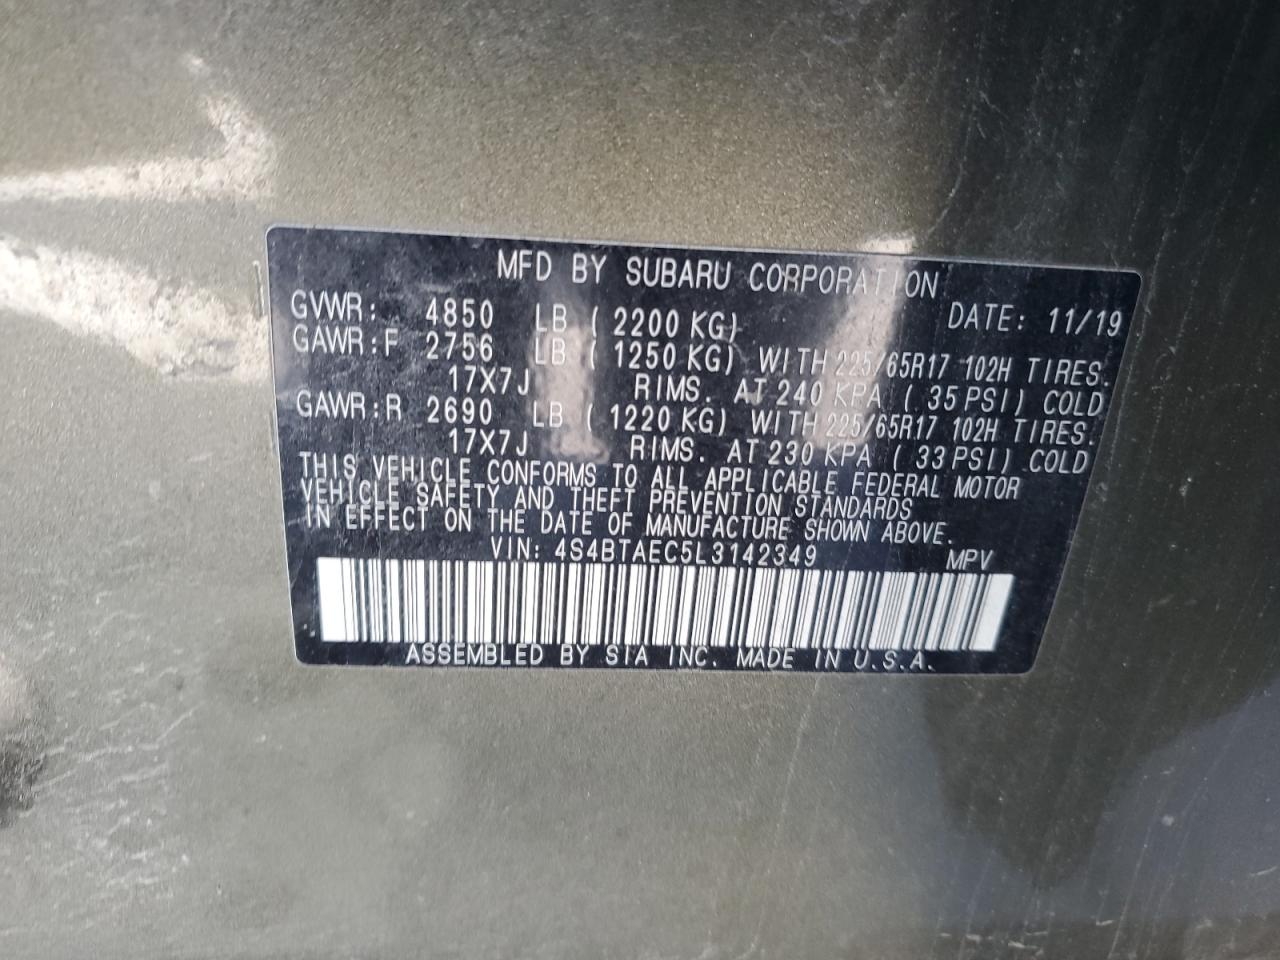 MFD BY SUBARU CORPORATION
GVWR: 4850 LB ( 2200 KG) DATE: 11/19
GAWR:F 2756 LB ( 1250 KG) WITH 225/65R17 102H TIRES.
17X7J RIMS. AT 240 KPA ( 35 PSI) COLD
GAWR:R 2690 LB ( 1220 KG) WITH 225/65R17 102H TIRES.
17X7J RIMS. AT 230 KPA ( 33 PSI) COLD
THIS VEHICLE CONFORMS TO ALL APPLICABLE FEDERAL MOTOR
VEHICLE SAFETY AND THEFT PREVENTION STANDARDS
IN EFFECT ON THE DATE OF MANUFACTURE SHOWN ABOVE.
VIN: 4S4BTAEC5L3142349 MPV
ASSEMBLED BY SIA INC. MADE IN U.S.A.